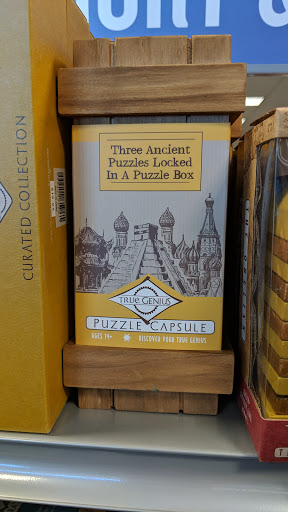 CURATED COLLECTION
Three Ancient
Puzzles Locked
In A Puzzle Box
TRUE GENIUS
PUZZLE CAPSULE
AGES 14+ DISCOVER YOUR TRUE GENIUS